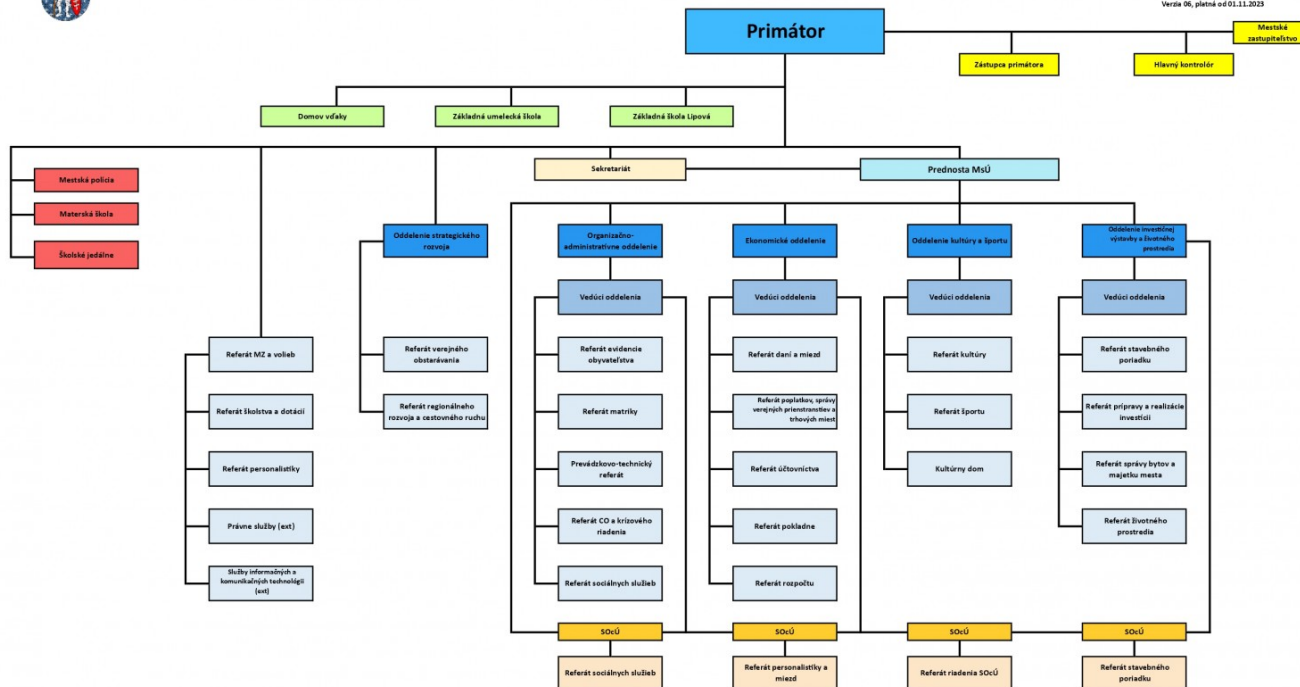 Verzia 06, platná od 01.11.2023
Primátor
Mestské
zastupiteľstvo
Zástupca primátora
Hlavný kontrolór
Domov vďaky
Základná umelecká škola
Základná škola Lipová
Sekretariát
Prednosta MsÚ
Mestská polícia
Materská škola
Školské jedálne
Oddelenie strategického
rozvoja
Organizačno-
administratívne oddelenie
Ekonomické oddelenie
Oddelenie kultúry a športu
Oddelenie investičnej
výstavby a životného
prostredia
Vedúci oddelenia
Vedúci oddelenia
Vedúci oddelenia
Vedúci oddelenia
Referát MZ a volieb
Referát verejného
obstarávania
Referát evidencie
obyvateľstva
Referát daní a miezd
Referát kultúry
Referát stavebného
poriadku
Referát školstva a dotácií
Referát regionálneho
rozvoja a cestovného ruchu
Referát matriky
Referát poplatkov, správy
verejných prienstranstiev a
trhových miest
Referát športu
Referát prípravy a realizácie
investícií
Referát personalistiky
Prevádzkovo-technický
referát
Referát účtovníctva
Kultúrny dom
Referát správy bytov a
majetku mesta
Právne služby (ext)
Referát CO a krízového
riadenia
Referát pokladne
Referát životného
prostredia
Služby informačných a
komunikačných technológií
(ext)
Referát sociálnych služieb
Referát rozpočtu
SOcÚ
SOcÚ
SOcÚ
SOcÚ
Referát sociálnych služieb
Referát personalistiky a
miezd
Referát riadenia SOcÚ
Referát stavebného
poriadku